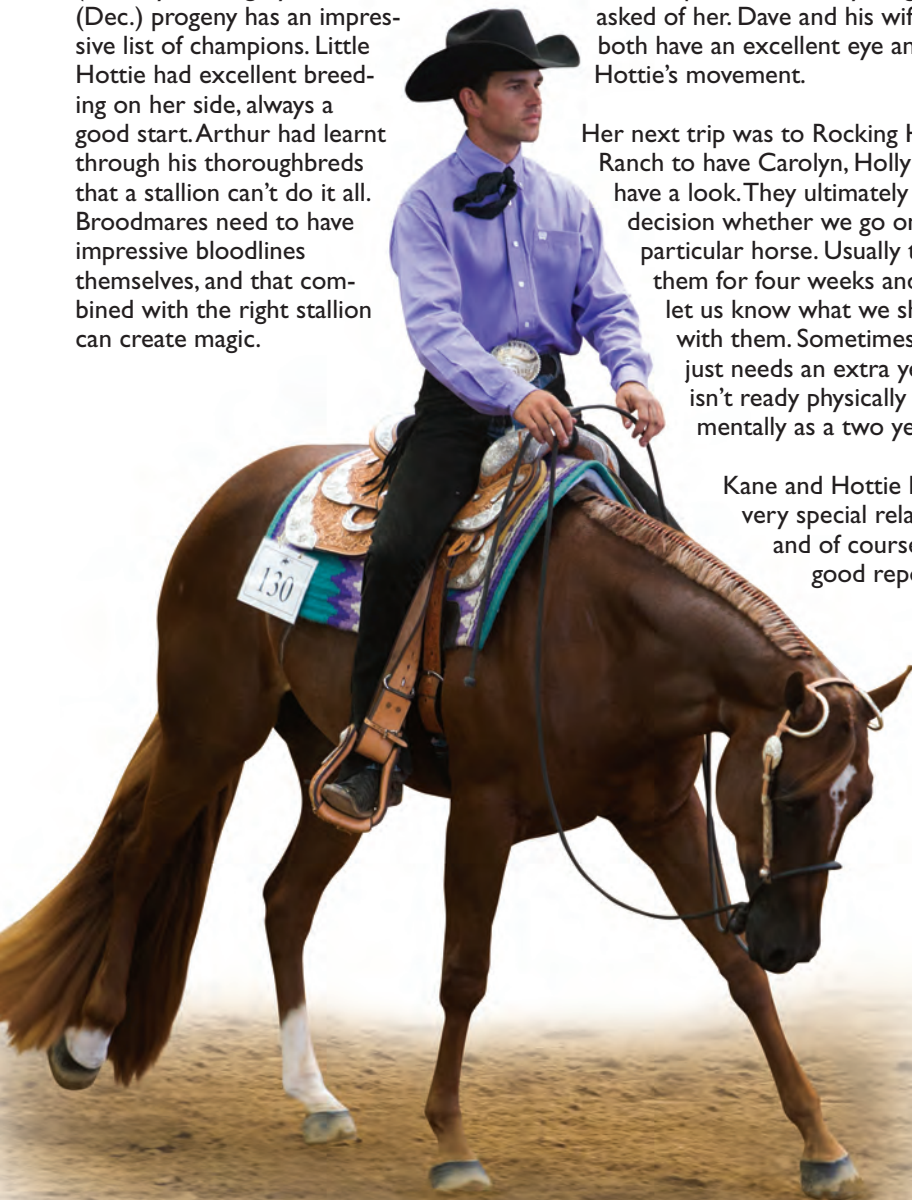 (Dec.) progeny has an impres-
sive list of champions. Little
Hottie had excellent breed-
ing on her side, always a
good start. Arthur had learnt
through his thoroughbreds
that a stallion can't do it all.
Broodmares need to have
impressive bloodlines
themselves, and that com-
bined with the right stallion
can create magic.
asked of her. Dave and his wif
both have an excellent eye an
Hottie's movement.
Her next trip was to Rocking
Ranch to have Carolyn, Holly
have a look. They ultimately
decision whether we go
particular horse. Usually t
them for four weeks and
let us know what we sh
with them. Sometimes
just needs an extra ye
isn't ready physically
mentally as a two ye
Kane and Hottie
very special rela
and of course
good rep
130